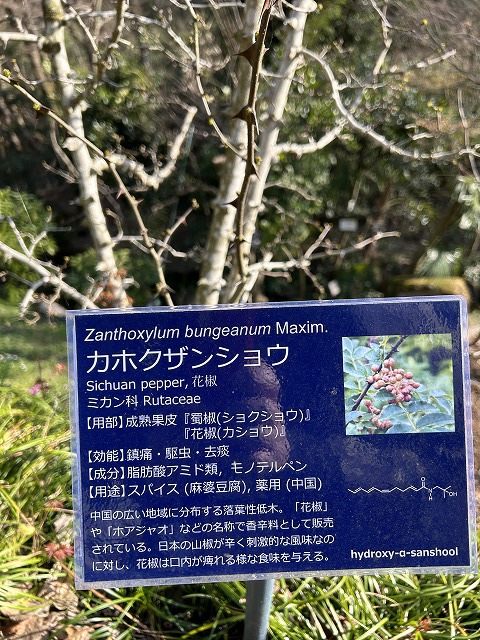 Zanthoxylum bungeanum Maxim.
カホクザンショウ
Sichuan pepper, 花椒
ミカン科 Rutaceae
【用部】成熟果皮『蜀椒(ショクショウ)』
『花椒(カショウ)』
【効能】鎮痛・駆虫・去痰
【成分】脂肪酸アミド類, モノテルペン
【用途】スパイス (麻婆豆腐), 薬用 (中国)
中国の広い地域に分布する落葉性低木。「花椒」
や「ホアジャオ」などの名称で香辛料として販売
されている。日本の山椒が辛く刺激的な風味なの
に対し、花椒は口内が痺れる様な食味を与える。
hydroxy-α-sanshool